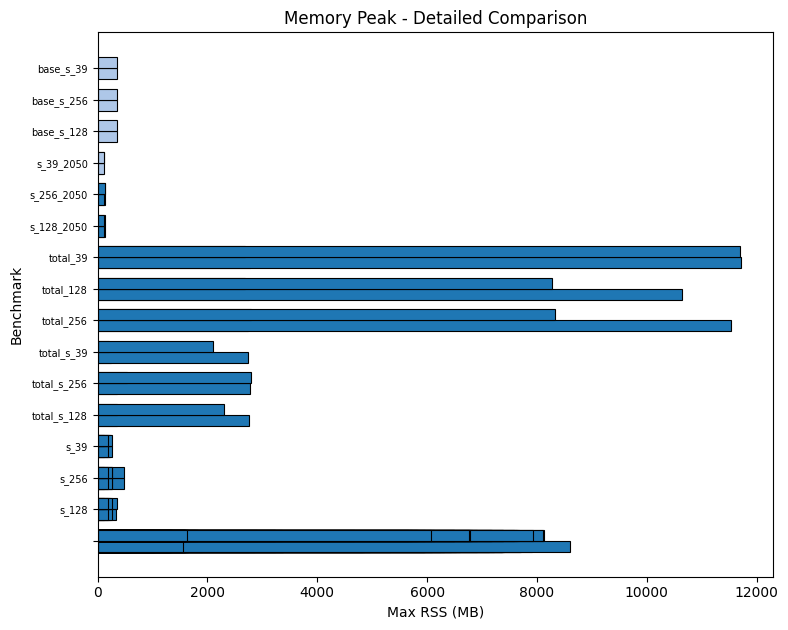 Memory Peak - Detailed Comparison
base_s_39
base_s_256
base_s_128
s_39_2050
s_256_2050
s_128_2050
total_39
total_128
total_256
total_s_39
total_s_256
total_s_128
s_39
s_256
s_128
Benchmark
0 2000 4000 6000 8000 10000 12000
Max RSS (MB)